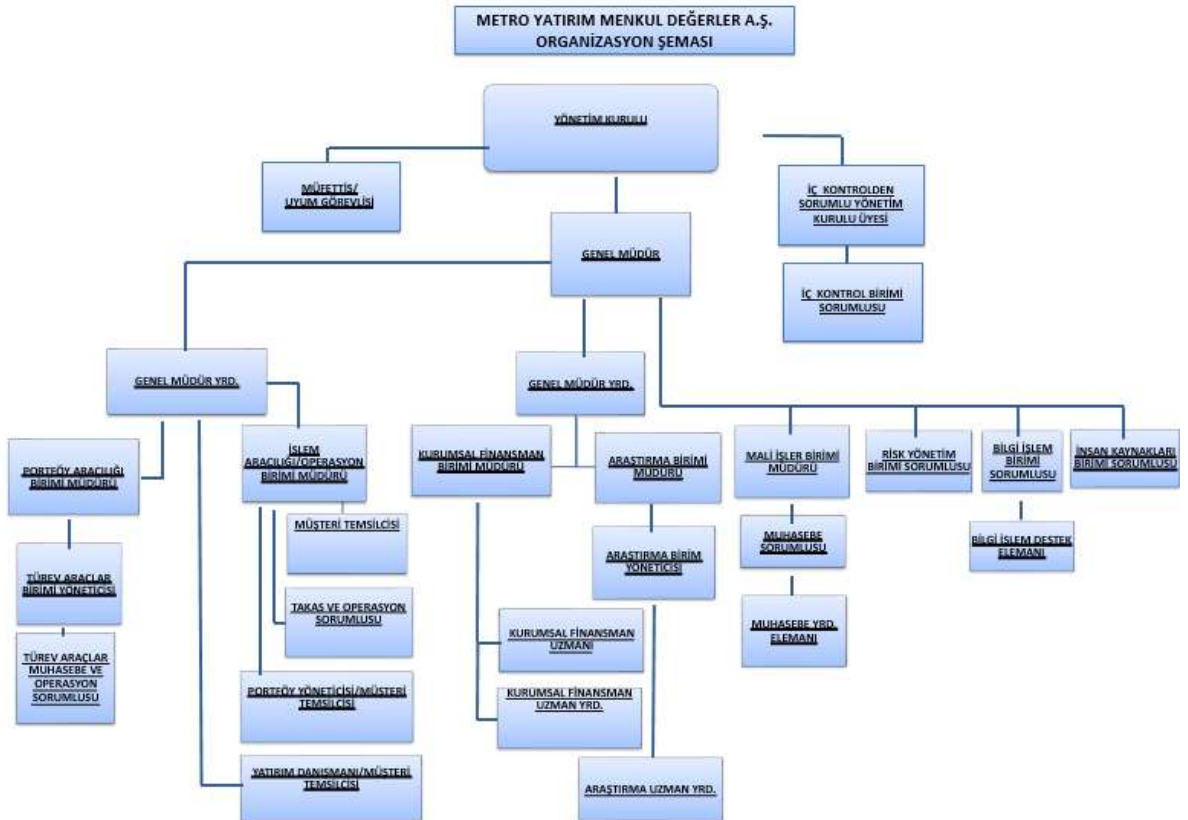 METRO YATIRIM MENKUL DEĞERLER A.Ş.
ORGANİZASYON ŞEMASI
YÖNETİM KURULU
MÜFETTİŞ/
UYUM GÖREVLİSİ
İÇ KONTROLDEN
SORUMLU YÖNETİM
KURULU ÜYESİ
GENEL MÜDÜR
İÇ KONTROL BİRİMİ
SORUMLUSU
GENEL MÜDÜR YRD.
GENEL MÜDÜR YRD.
PORTFÖY ARACILIĞI
BİRİMİ MÜDÜRÜ
İŞLEM
ARACILIĞI/OPERASYON
BİRİMİ MÜDÜRÜ
KURUMSAL FİNANSMAN
BİRİMİ MÜDÜRÜ
ARAŞTIRMA BİRİMİ
MÜDÜRÜ
MALİ İŞLER BİRİMİ
MÜDÜRÜ
RİSK YÖNETİM
BİRİMİ SORUMLUSU
BİLGİ İŞLEM
BİRİMİ
SORUMLUSU
İNSAN KAYNAKLARI
BİRİMİ SORUMLUSU
MÜŞTERİ TEMSİLCİSİ
MUHASEBE
SORUMLUSU
BİLGİ İŞLEM DESTEK
ELEMANI
TÜREV ARAÇLAR
BİRİMİ YÖNETİCİSİ
ARAŞTIRMA BİRİM
YÖNETİCİSİ
TAKAS VE OPERASYON
SORUMLUSU
MUHASEBE YRD.
ELEMANI
TÜREV ARAÇLAR
MUHASEBE VE
OPERASYON
SORUMLUSU
KURUMSAL FİNANSMAN
UZMANI
PORTFÖY YÖNETİCİSİ/MÜŞTERİ
TEMSİLCİSİ
KURUMSAL FİNANSMAN
UZMAN YRD.
YATIRIM DANIŞMANI/MÜŞTERİ
TEMSİLCİSİ
ARAŞTIRMA UZMAN YRD.